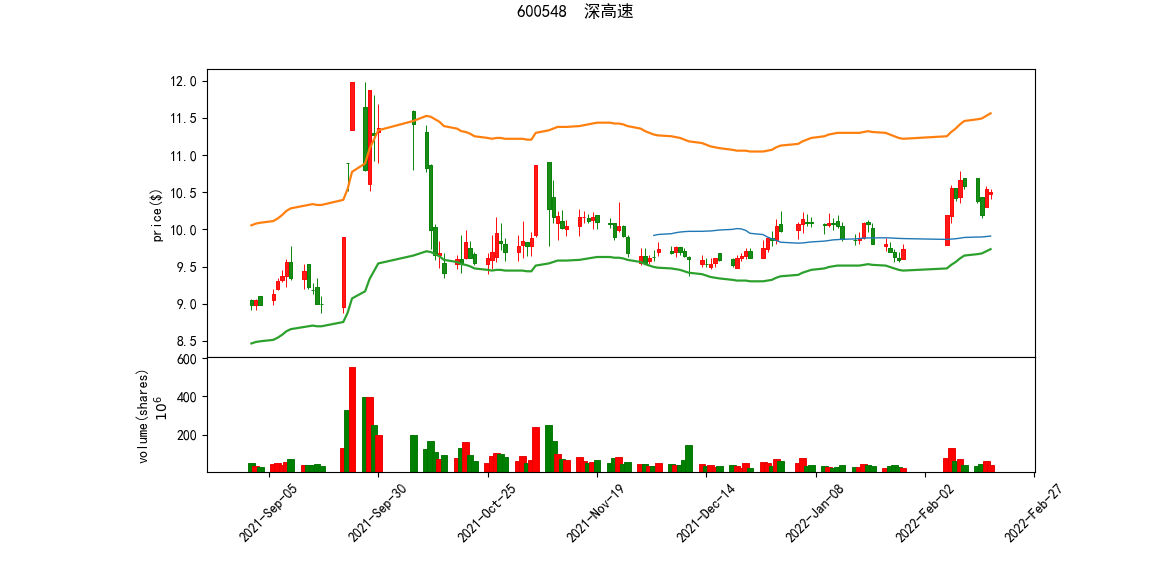 600548 深高速
12.0
11.5
11.0
10.5
10.0
9.5
9.0
8.5
price($)
600
400
200
volume(shares)
10^6
2021-Sep-05
2021-Sep-30
2021-Oct-25
2021-Nov-19
2021-Dec-14
2022-Jan-08
2022-Feb-02
2022-Feb-27